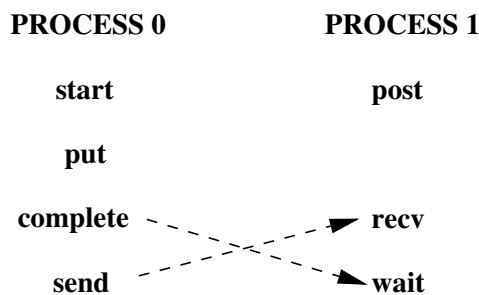 PROCESS 0 PROCESS 1
start post
put
complete recv
send wait